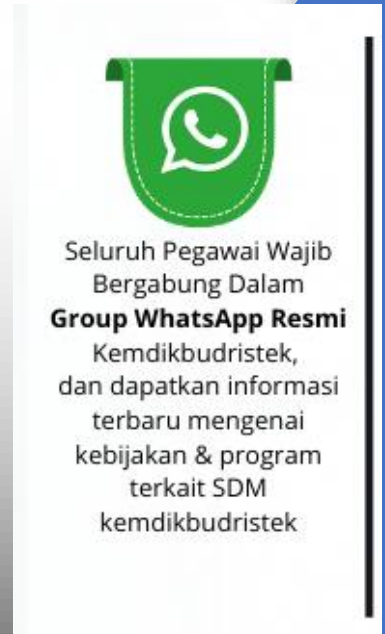 Seluruh Pegawai Wajib
Bergabung Dalam
Group WhatsApp Resmi
Kemdikbudristek,
dan dapatkan informasi
terbaru mengenai
kebijakan & program
terkait SDM
kemdikbudristek